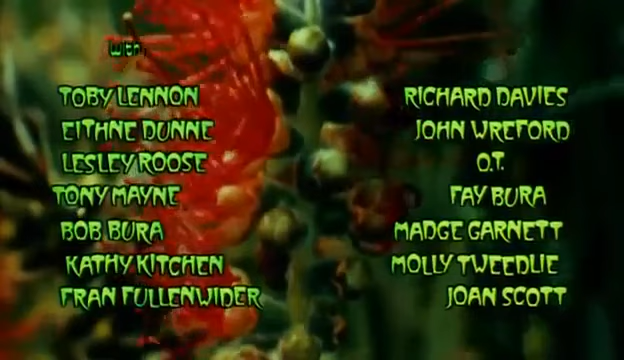 with
TOBY LENNON
EITHNE DUNNE
LESLEY ROOSE
TONY MAYNE
BOB BURA
KATHY KITCHEN
FRAN FULLENWIDER
RICHARD DAVIES
JOHN WREFORD
O.T.
FAY BURA
MADGE GARNETT
MOLLY TWEEDLIE
JOAN SCOTT